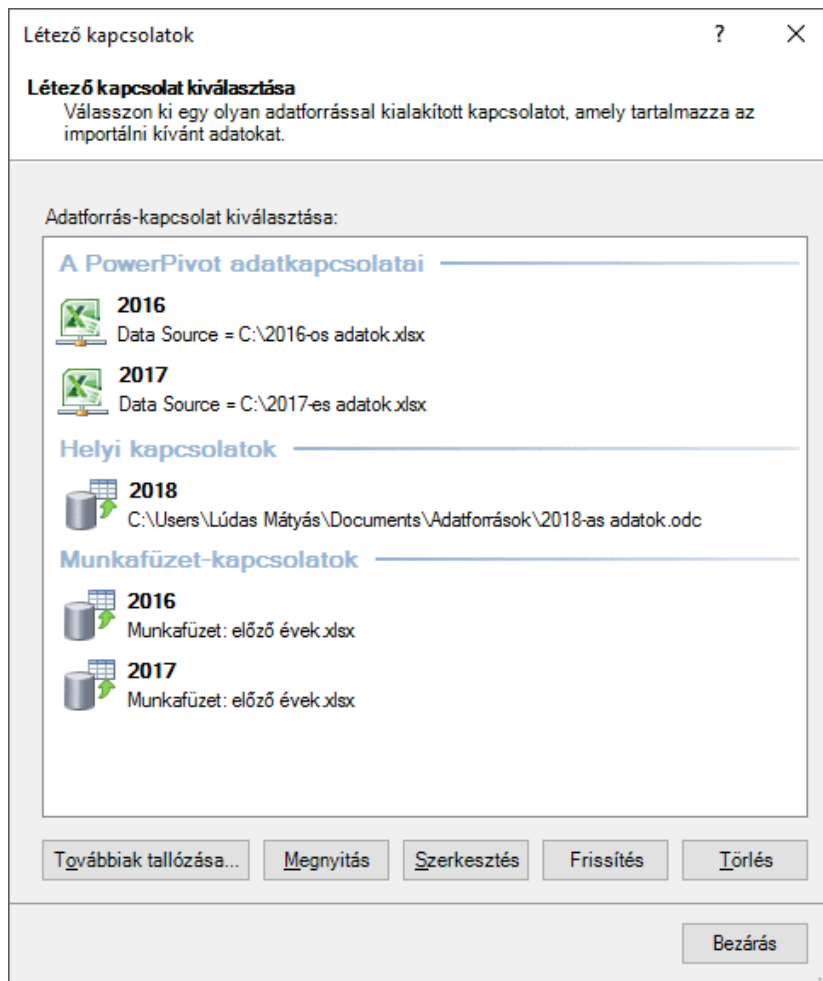 Létező kapcsolatok
Létező kapcsolat kiválasztása
Válasszon ki egy olyan adatforrással kialakított kapcsolatot, amely tartalmazza az
importálni kívánt adatokat.
Adatforrás-kapcsolat kiválasztása:
A PowerPivot adatkapcsolatai
2016
Data Source = C:\2016-os adatok.xlsx
2017
Data Source = C:\2017-es adatok.xlsx
Helyi kapcsolatok
2018
C:\Users\Lúdas Mátyás\Documents\Adatforrások\2018-as adatok.odc
Munkafüzet-kapcsolatok
2016
Munkafüzet: előző évek.xlsx
2017
Munkafüzet: előző évek.xlsx
Továbbiak tallózása... Megnyitás Szerkesztés Frissítés Törlés
Bezárás